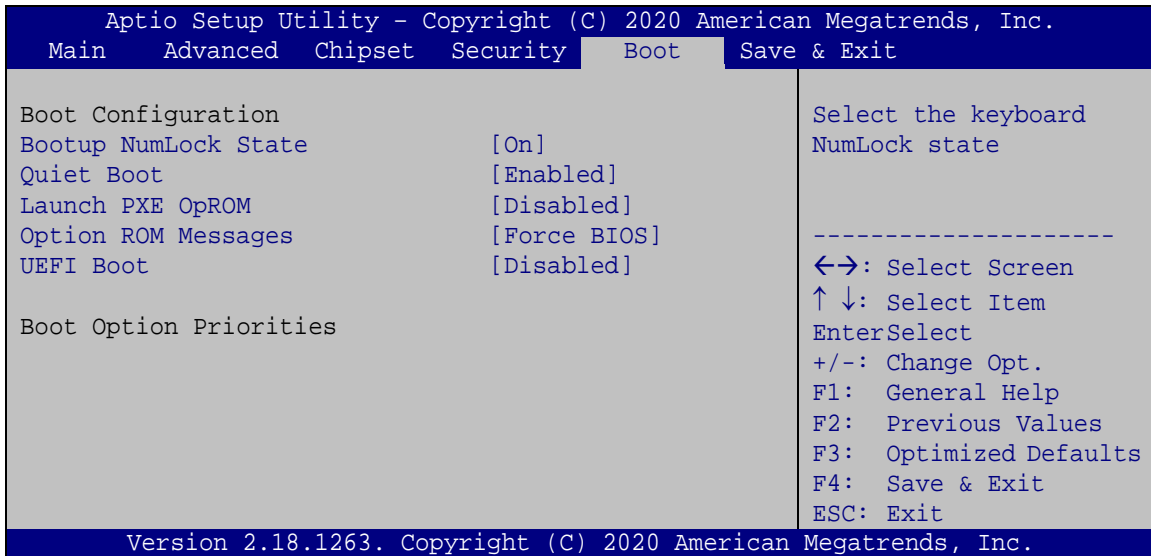 Aptio Setup Utility – Copyright (C) 2020 American Megatrends, Inc.
Main Advanced Chipset Security Boot Save & Exit
Boot Configuration
Bootup NumLock State [On]
Quiet Boot [Enabled]
Launch PXE OpROM [Disabled]
Option ROM Messages [Force BIOS]
UEFI Boot [Disabled]
Boot Option Priorities
Select the keyboard
NumLock state
---------------------
←→: Select Screen
↑ ↓: Select Item
EnterSelect
+/-: Change Opt.
F1: General Help
F2: Previous Values
F3: Optimized Defaults
F4: Save & Exit
ESC: Exit
Version 2.18.1263. Copyright (C) 2020 American Megatrends, Inc.